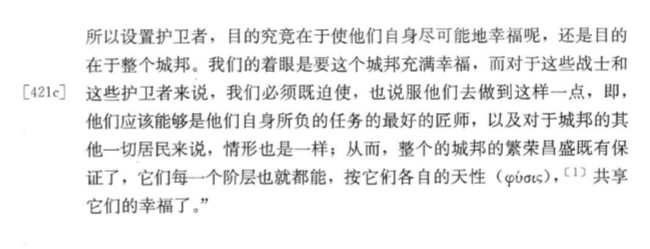 所以设置护卫者，目的究竟在于使他们自身尽可能地幸福呢，还是目的
在于整个城邦。我们的着眼是要这个城邦充满幸福，而对于这些战士和
[421c] 这些护卫者来说，我们必须既迫使，也说服他们去做到这样一点，即，
他们应该能够是他们自身所负的任务的最好的匠师，以及对于城邦的其
他一切居民来说，情形也是一样；从而，整个的城邦的繁荣昌盛既有保
证了，它们每一个阶层也就都能，按它们各自的天性（φύσις），[1] 共享
它们的幸福了。”